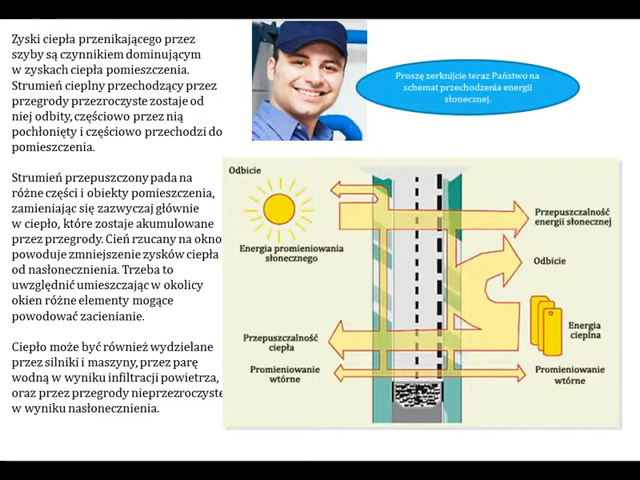 Zyski ciepła przenikającego przez
szyby są czynnikiem dominującym
w zyskach ciepła pomieszczenia.
Strumień cieplny przechodzący przez
przegrody przezroczyste zostaje od
niej odbity, częściowo przez nią
pochłonięty i częściowo przechodzi do
pomieszczenia.
Strumień przepuszczony pada na
różne części i obiekty pomieszczenia,
zamieniając się zazwyczaj głównie
w ciepło, które zostaje akumulowane
przez przegrody. Cień rzucany na okno
powoduje zmniejszenie zysków ciepła
od nasłonecznienia. Trzeba to
uwzględnić umieszczając w okolicy
okien różne elementy mogące
powodować zacienianie.
Ciepło może być również wydzielane
przez silniki i maszyny, przez parę
wodną w wyniku infiltracji powietrza,
oraz przez przegrody nieprzezroczyste
w wyniku nasłonecznienia.
Proszę zerknijcie teraz Państwo na
schemat przechodzenia energii
słonecznej.
Odbicie
Energia promieniowania
słonecznego
Przepuszczalność
energii słonecznej
Odbicie
Energia
cieplna
Przepuszczalność
ciepła
Promieniowanie
wtórne
Promieniowanie
wtórne